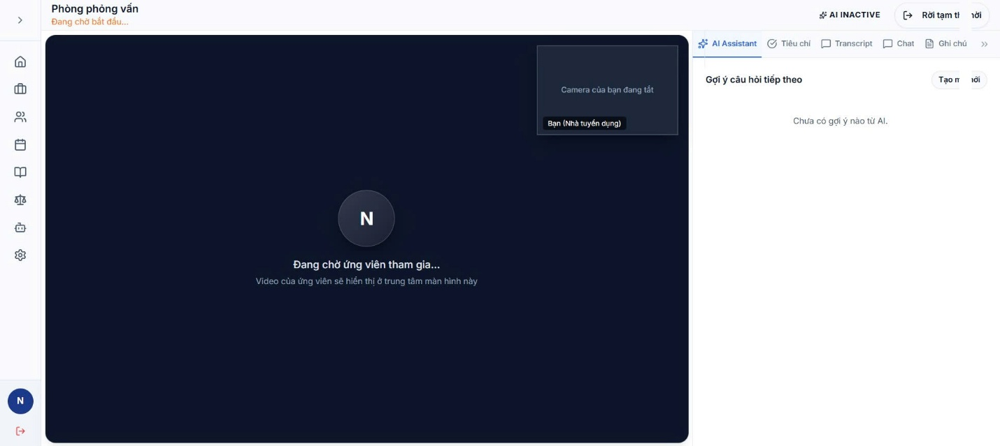 Phòng phỏng vấn
Đang chờ bắt đầu...
AI INACTIVE
Rời tạm
AI Assistant
Tiêu chí
Transcript
Chat
Ghi chú
Gợi ý câu hỏi tiếp theo
Tạo
Chưa có gợi ý nào từ AI.
Camera của bạn đang tắt
Bạn (Nhà tuyển dụng)
N
Đang chờ ứng viên tham gia...
Video của ứng viên sẽ hiển thị ở trung tâm màn hình này
N